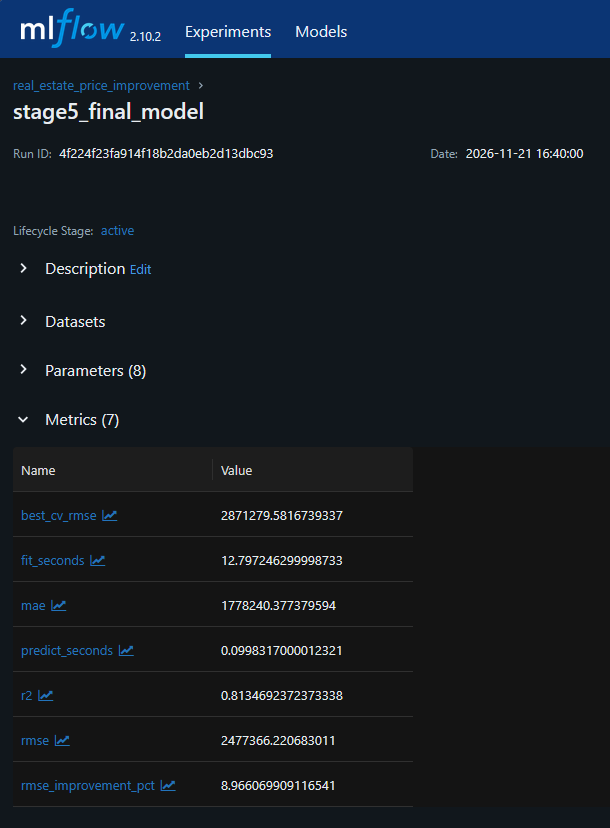 mlflow 2.10.2 Experiments Models
real_estate_price_improvement ›
stage5_final_model
Run ID: 4f224f23fa914f18b2da0eb2d13dbc93 Date: 2026-11-21 16:40:00
Lifecycle Stage: active
Description Edit
Datasets
Parameters (8)
Metrics (7)
Name Value
best_cv_rmse 2871279.5816739337
fit_seconds 12.797246299998733
mae 1778240.377379594
predict_seconds 0.0998317000012321
r2 0.8134692372373338
rmse 2477366.220683011
rmse_improvement_pct 8.966069909116541